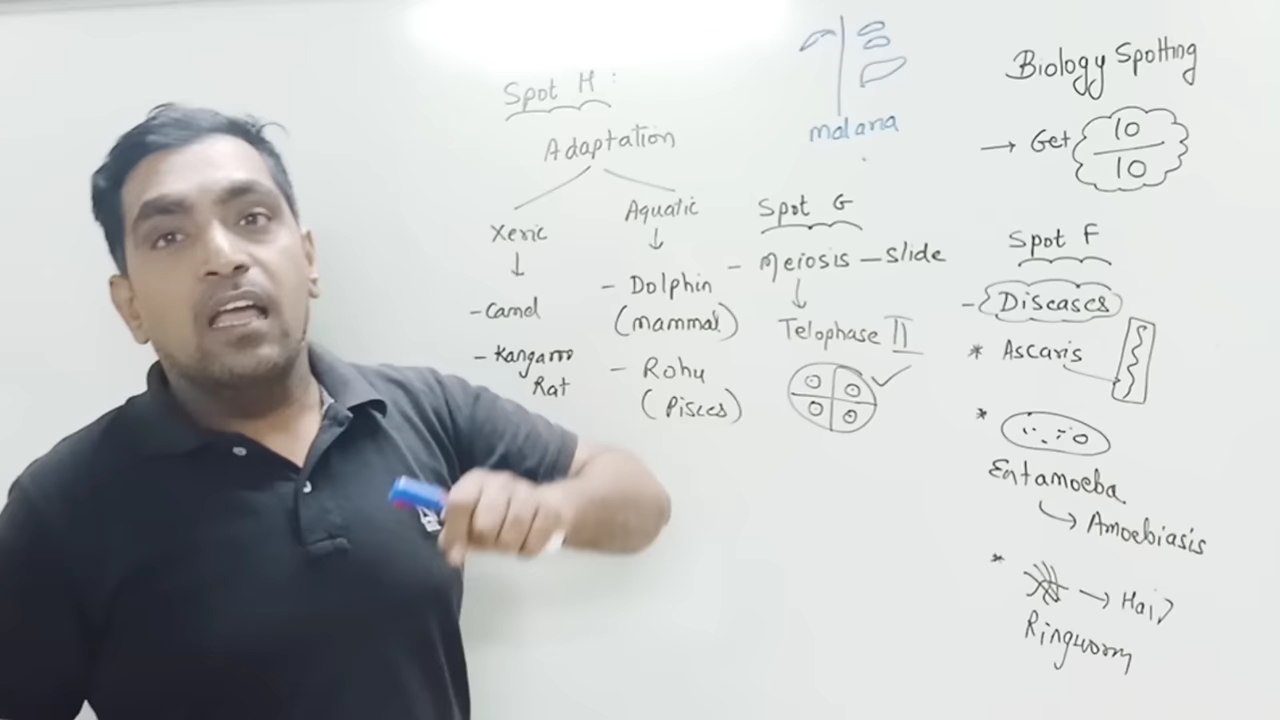 Biology Spotting
→ Get 10/10
malaria
Spot H:
Adaptation
Xeric
↓
- Camel
- Kangaroo
Rat
Aquatic
↓
- Dolphin
(mammal)
- Rohu
(Pisces)
Spot G
- Meiosis – slide
↓
Telophase II
Spot F
- Diseases
* Ascaris
*
Entamoeba
↳ Amoebiasis
* → Hair
Ringworm